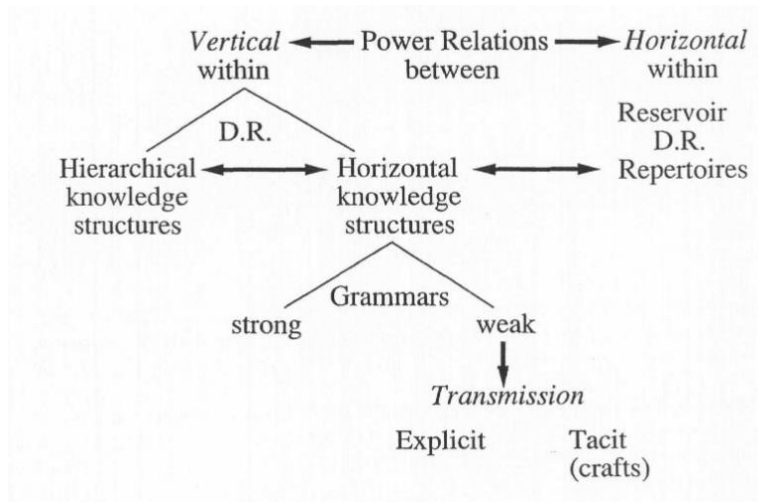 Vertical Power Relations Horizontal
within between within
Reservoir
D.R. D.R.
Hierarchical Horizontal Repertoires
knowledge knowledge
structures structures
Grammars
strong weak
Transmission
Explicit Tacit
(crafts)